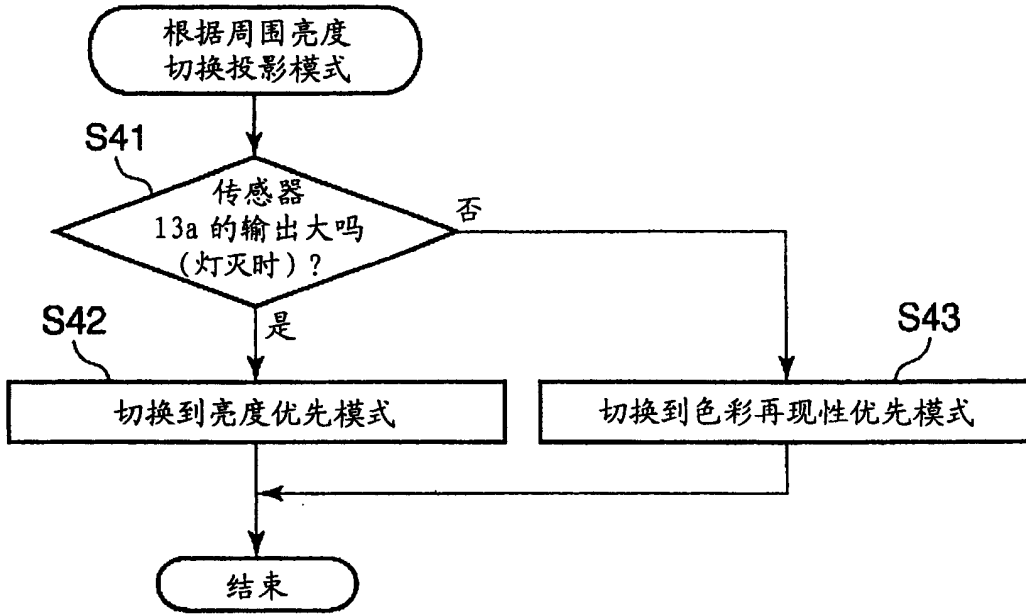 根据周围亮度
切换投影模式
S41
传感器
13a 的输出大吗
（灯灭时）？
否
是
S42
切换到亮度优先模式
S43
切换到色彩再现性优先模式
结束